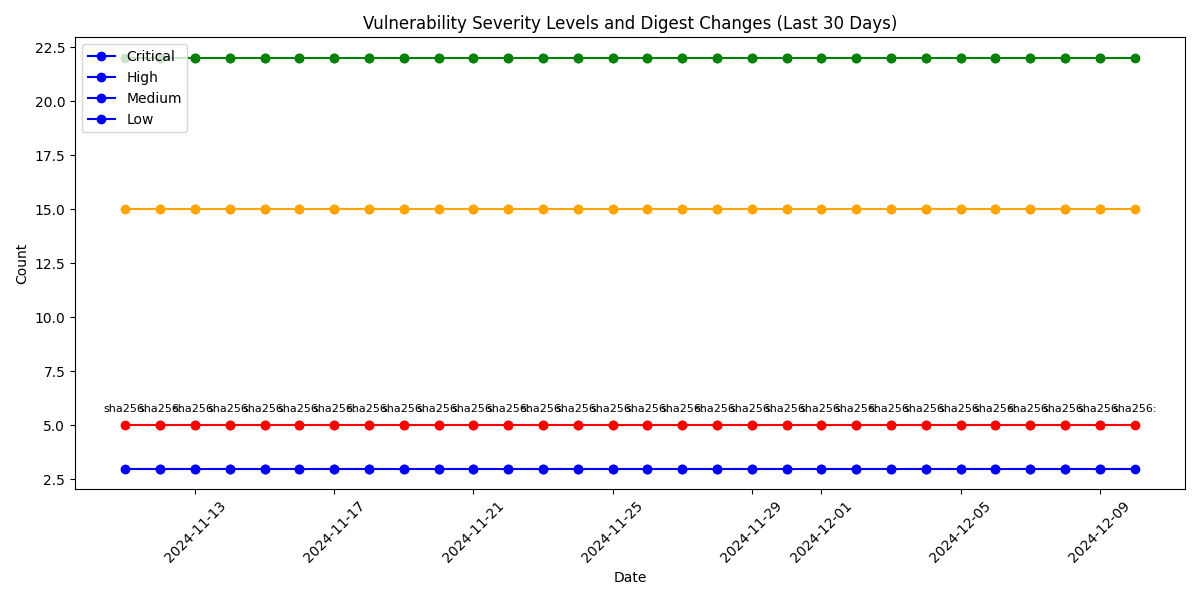 Vulnerability Severity Levels and Digest Changes (Last 30 Days)
22.5
20.0
17.5
15.0
12.5
10.0
7.5
5.0
2.5
Count
Critical
High
Medium
Low
sha256: sha256: sha256: sha256: sha256: sha256: sha256: sha256: sha256: sha256: sha256: sha256: sha256: sha256: sha256: sha256: sha256: sha256: sha256: sha256: sha256: sha256: sha256: sha256: sha256: sha256: sha256: sha256: sha256: sha256:
2024-11-13
2024-11-17
2024-11-21
2024-11-25
2024-11-29
2024-12-01
2024-12-05
2024-12-09
Date